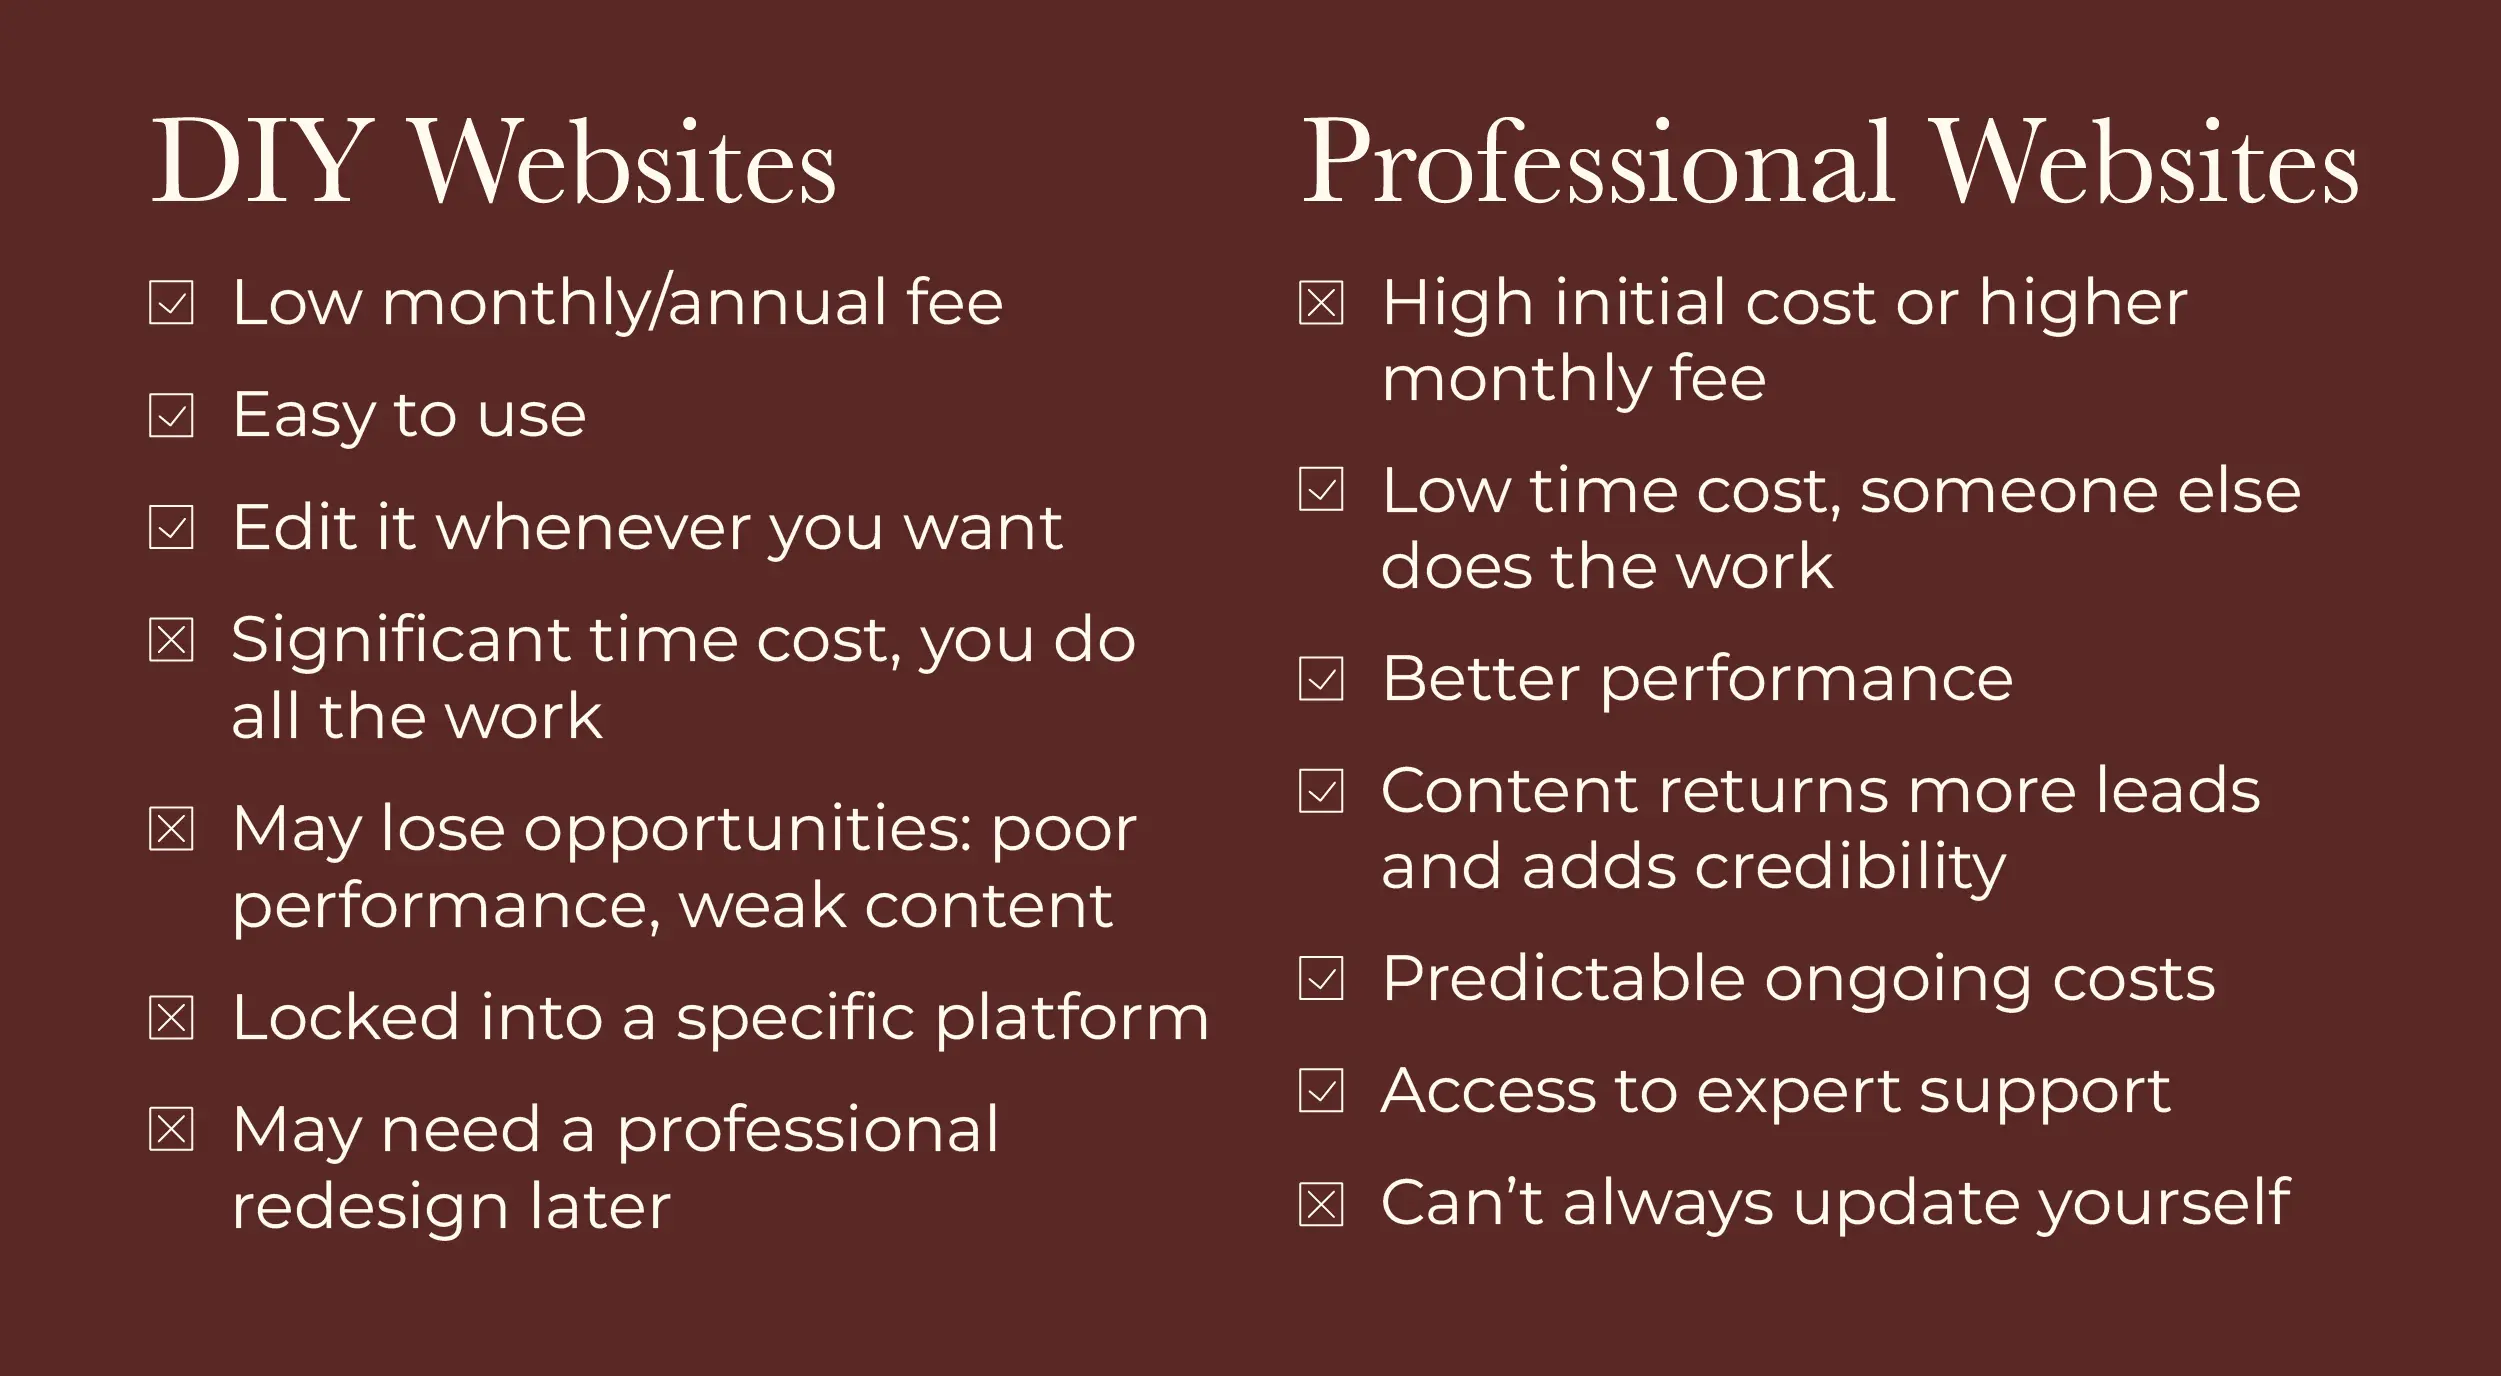 DIY Websites
Low monthly/annual fee
Easy to use
Edit it whenever you want
Significant time cost, you do
all the work
May lose opportunities: poor
performance, weak content
Locked into a specific platform
May need a professional
redesign later
Professional Websites
High initial cost or higher
monthly fee
Low time cost, someone else
does the work
Better performance
Content returns more leads
and adds credibility
Predictable ongoing costs
Access to expert support
Can’t always update yourself